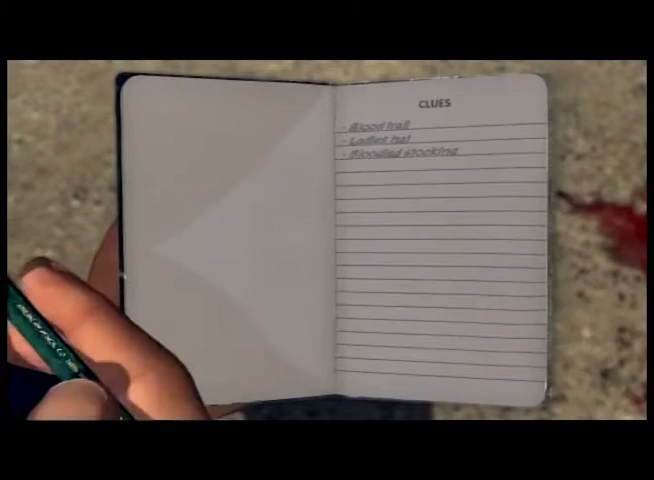 CLUES
- Blood trail
- Ladies hat
- Bloodied stocking